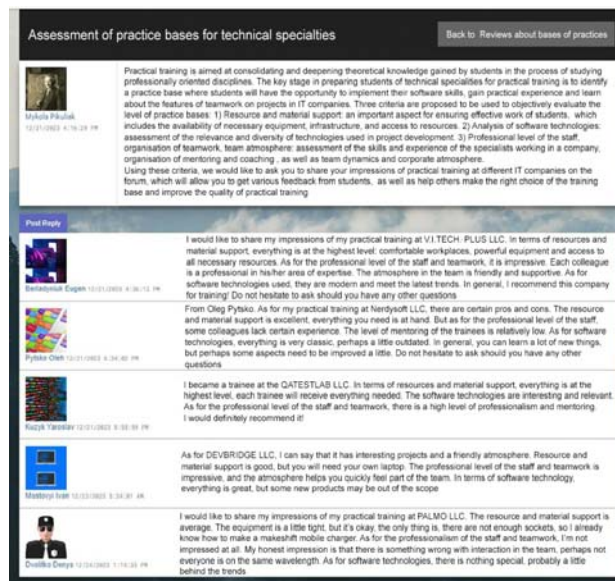 Assessment of practice bases for technical specialties
Back to Reviews about bases of practices
Practical training is aimed at consolidating and deepening theoretical knowledge gained by students in the process of studying
professionally oriented disciplines. The key stage in preparing students of technical specialities for practical training is to identify
a practice base where students will have the opportunity to implement their software skills, gain practical experience and learn
about the features of teamwork on projects in IT companies. Three criteria are proposed to be used to objectively evaluate the
level of practice bases: 1) Resource and material support: an important aspect for ensuring effective work of students, which
includes the availability of necessary equipment, infrastructure, and access to resources. 2) Analysis of software technologies:
assessment of the relevance and diversity of technologies used in project development. 3) Professional level of the staff,
organisation of teamwork, team atmosphere: assessment of the skills and experience of the specialists working in a company,
organisation of mentoring and coaching , as well as team dynamics and corporate atmosphere.
Using these criteria, we would like to ask you to share your impressions of practical training at different IT companies on the
forum, which will allow you to get various feedback from students, as well as help others make the right choice of the training
base and improve the quality of practical training
Mykola Pikuliak
12/21/2023 4:16:29 PM
Post Reply
I would like to share my impressions of my practical training at V.I.TECH. PLUS LLC. In terms of resources and
material support, everything is at the highest level: comfortable workplaces, powerful equipment and access to
all necessary resources. As for the professional level of the staff and teamwork, it is impressive. Each colleague
is a professional in his/her area of expertise. The atmosphere in the team is friendly and supportive. As for
software technologies used, they are modern and meet the latest trends. In general, I recommend this company
for training! Do not hesitate to ask should you have any other questions
Eugen 12/21/2023
From Oleg Pytsko. As for my practical training at Nerdysoft LLC, there are certain pros and cons. The resource
and material support is excellent, everything you need is at hand. But as for the professional level of the staff,
some colleagues lack certain experience. The level of mentoring of the trainees is relatively low. As for software
technologies, everything is very classic, perhaps a little outdated. In general, you can learn a lot of new things,
but perhaps some aspects need to be improved a little. Do not hesitate to ask should you have any other
questions
Pytsko Oleh 12/21/2023
I became a trainee at the QATESTLAB LLC. In terms of resources and material support, everything is at the
highest level, each trainee will receive everything needed. The software technologies are interesting and relevant.
As for the professional level of the staff and teamwork, there is a high level of professionalism and mentoring.
I would definitely recommend it!
Kuzyk Yaroslav 12/21/2023
As for DEVBRIDGE LLC, I can say that it has interesting projects and a friendly atmosphere. Resource and
material support is good, but you will need your own laptop. The professional level of the staff and teamwork is
impressive, and the atmosphere helps you quickly feel part of the team. In terms of software technology,
everything is great, but some new products may be out of the scope
Mostovyi Ivan
I would like to share my impressions of my practical training at PALMO LLC. The resource and material support is
average. The equipment is a little tight, but it's okay, the only thing is, there are not enough sockets, so I already
know how to make a makeshift mobile charger. As for the professionalism of the staff and teamwork, I'm not
impressed at all. My honest impression is that there is something wrong with interaction in the team, perhaps not
everyone is on the same wavelength. As for software technologies, there is nothing special, probably a little
behind the trends
Denys